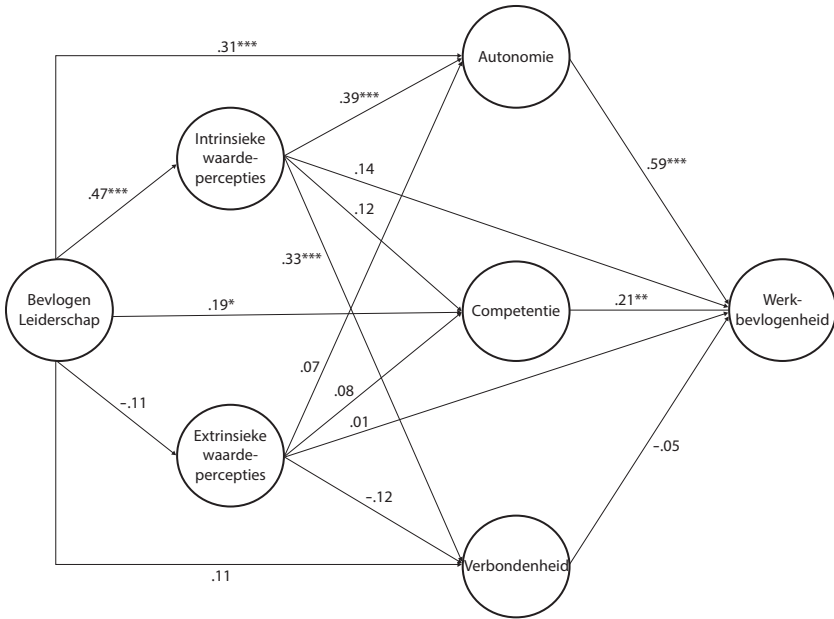 .31***
Autonomie
.39***
Intrinsieke
waarde-
percepties
.14
.59***
.47***
.12
.33***
Bevlogen
Leiderschap
.19*
Competentie
.21**
Werk-
bevlogenheid
.07
.08
.01
–.11
Extrinsieke
waarde-
percepties
–.05
–.12
Verbondenheid
.11